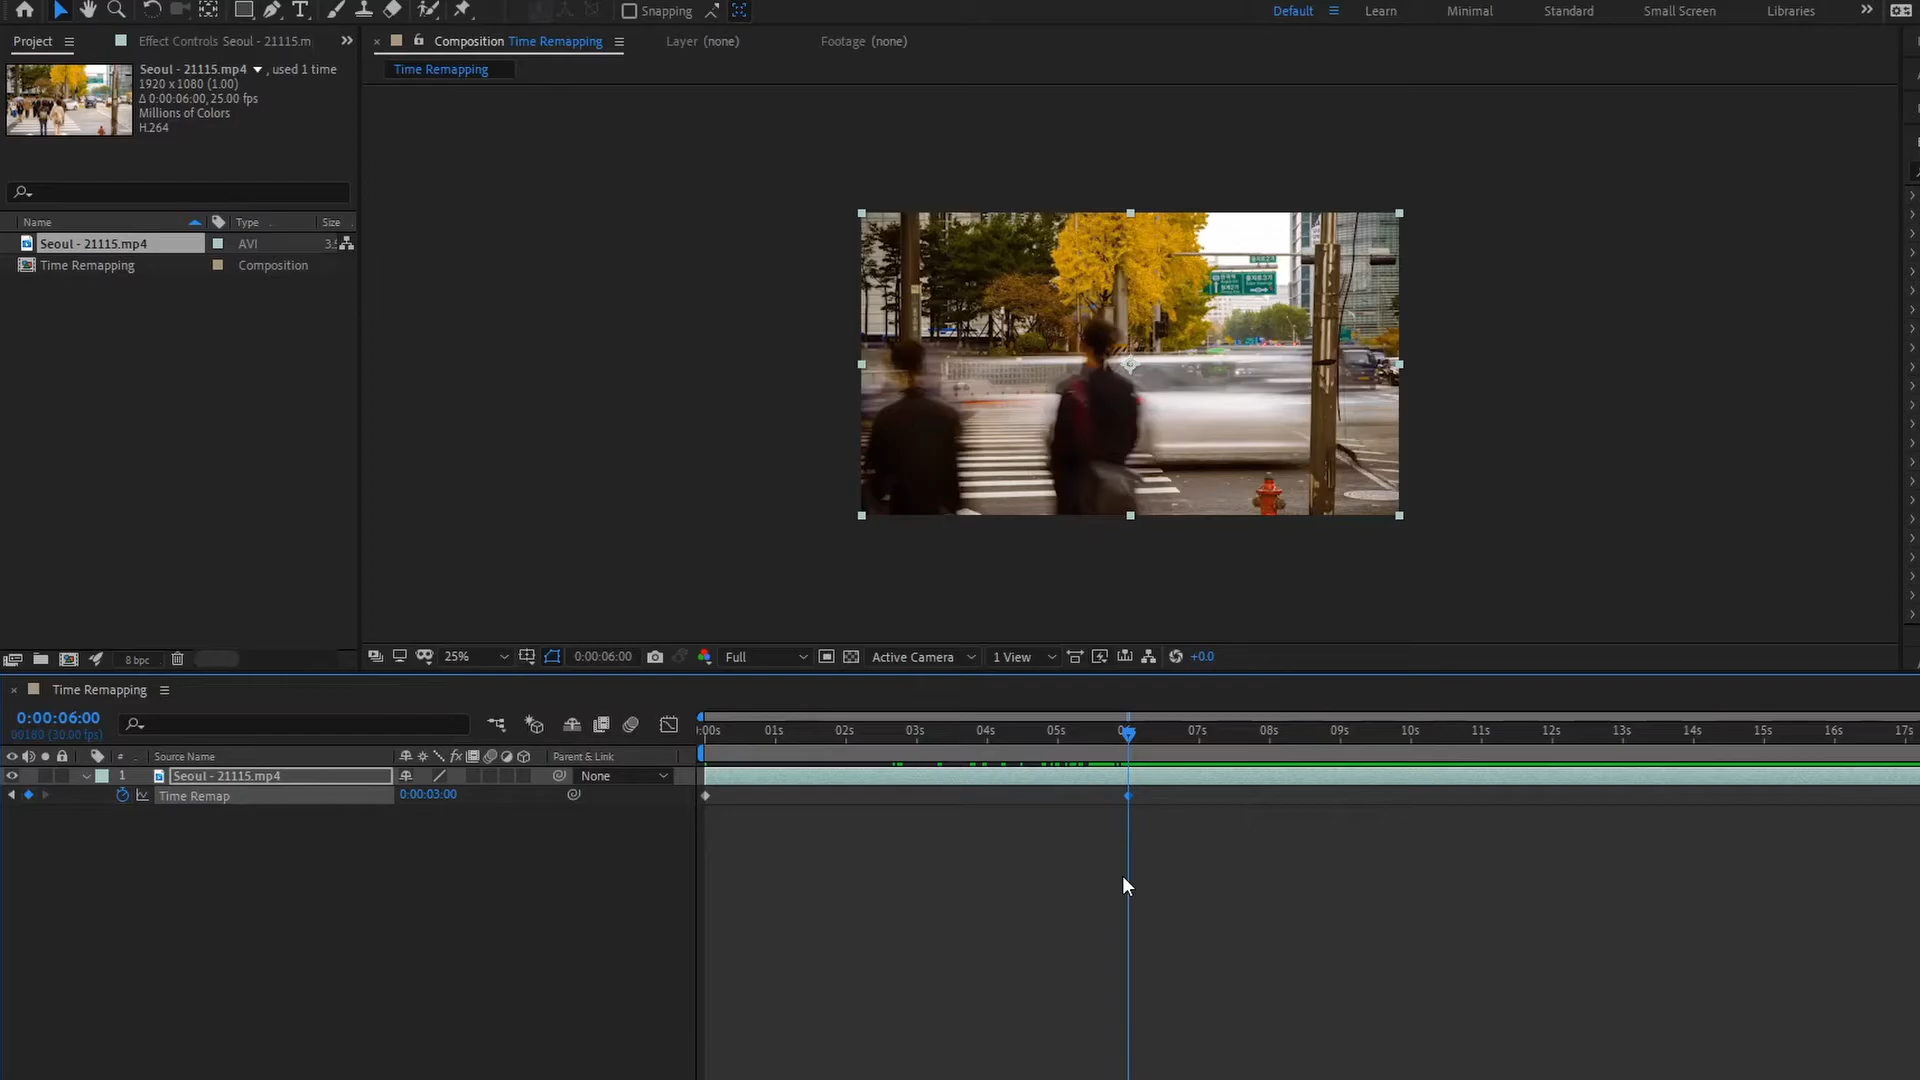 Snapping
Default
Learn
Minimal
Standard
Small Screen
Libraries
Project
Effect Controls Seoul - 21115.m
Composition Time Remapping
Layer (none)
Footage (none)
Time Remapping
Seoul - 21115.mp4 , used 1 time
1920 x 1080 (1.00)
Δ 0:00:06:00, 25.00 fps
Millions of Colors
H.264
Name Type Size
Seoul - 21115.mp4 AVI 3.5
Time Remapping Composition
8 bpc
25%
0:00:06:00
Full
Active Camera
1 View
+0.0
Time Remapping
0:00:06:00
00180 (30.00 fps)
:00s 01s 02s 03s 04s 05s 07s 08s 09s 10s 11s 12s 13s 14s 15s 16s 17s
# Source Name fx Parent & Link
1 Seoul - 21115.mp4 None
Time Remap 0:00:03:00